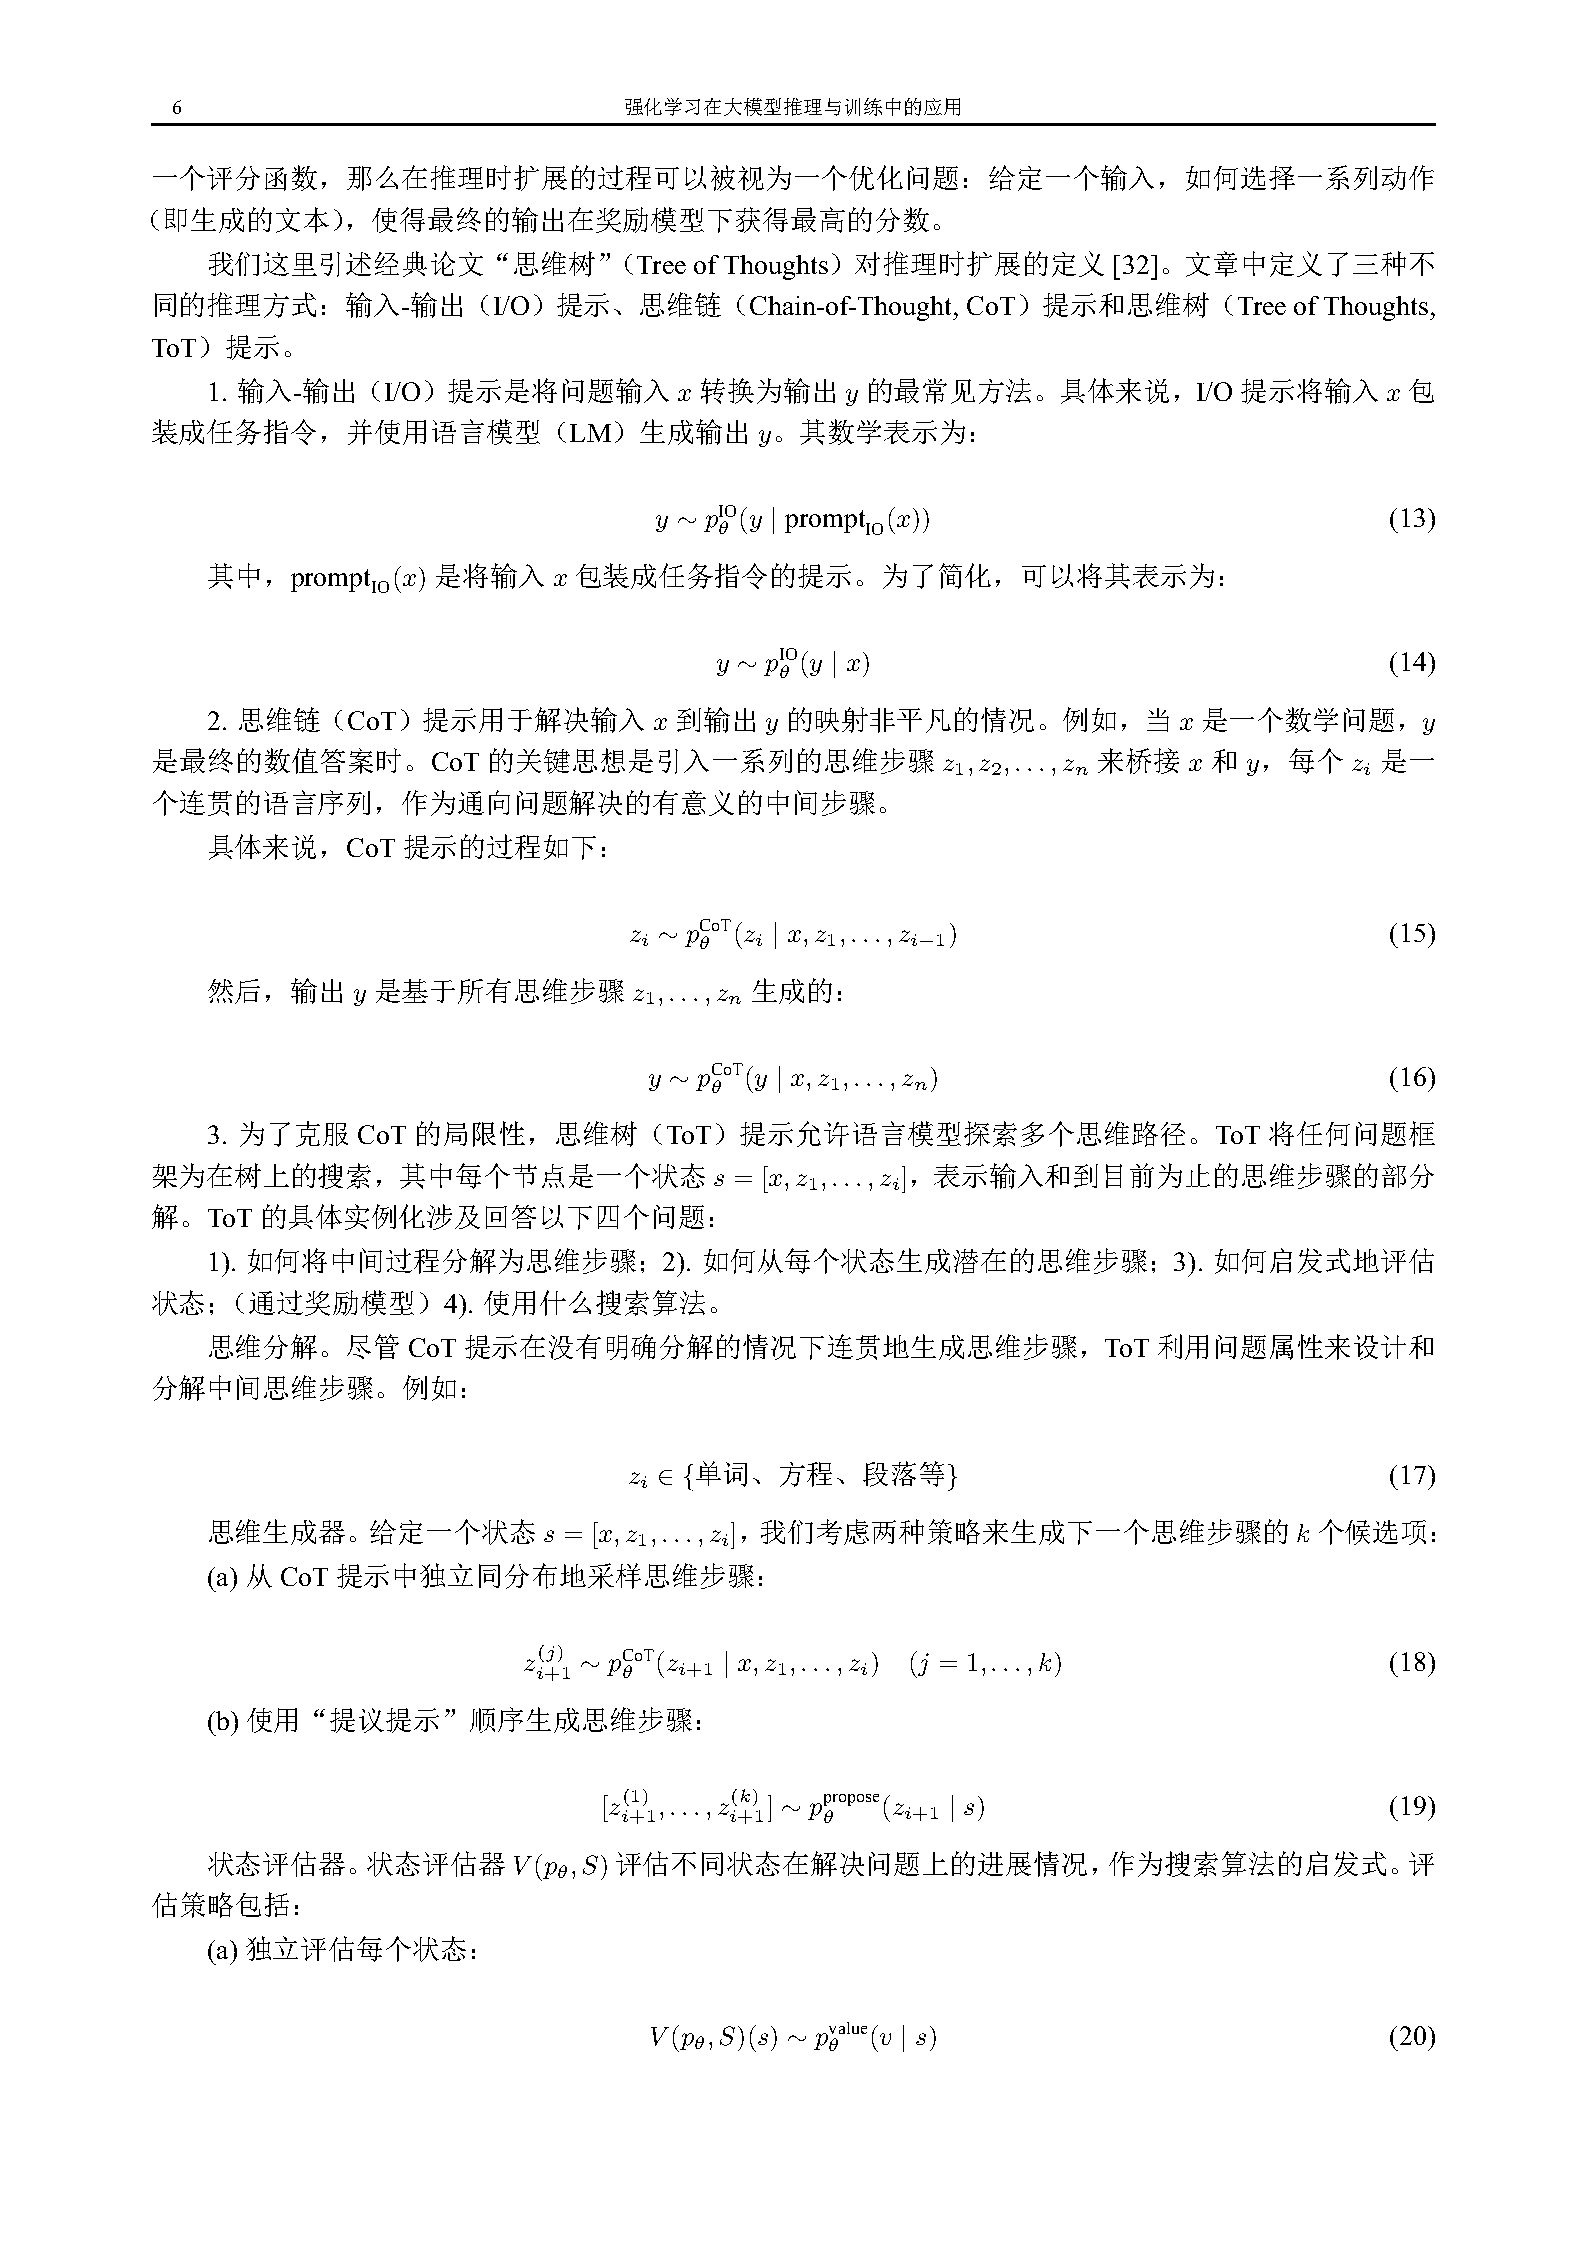 6 强化学习在大模型推理与训练中的应用
一个评分函数，那么在推理时扩展的过程可以被视为一个优化问题：给定一个输入，如何选择一系列动作
（即生成的文本），使得最终的输出在奖励模型下获得最高的分数。
我们这里引述经典论文“思维树”（Tree of Thoughts）对推理时扩展的定义 [32]。文章中定义了三种不
同的推理方式：输入-输出（I/O）提示、思维链（Chain-of-Thought, CoT）提示和思维树（Tree of Thoughts,
ToT）提示。
1. 输入-输出（I/O）提示是将问题输入 x 转换为输出 y 的最常见方法。具体来说，I/O 提示将输入 x 包
装成任务指令，并使用语言模型（LM）生成输出 y。其数学表示为：
$y \sim p_\theta^{\text{IO}}(y \mid \text{prompt}_{\text{IO}}(x))$ (13)
其中，$\text{prompt}_{\text{IO}}(x)$ 是将输入 x 包装成任务指令的提示。为了简化，可以将其表示为：
$y \sim p_\theta^{\text{IO}}(y \mid x)$ (14)
2. 思维链（CoT）提示用于解决输入 x 到输出 y 的映射非平凡的情况。例如，当 x 是一个数学问题，y
是最终的数值答案时。CoT 的关键思想是引入一系列的思维步骤 $z_1, z_2, \ldots, z_n$ 来桥接 x 和 y，每个 $z_i$ 是一
个连贯的语言序列，作为通向问题解决的有意义的中间步骤。
具体来说，CoT 提示的过程如下：
$z_i \sim p_\theta^{\text{CoT}}(z_i \mid x, z_1, \ldots, z_{i-1})$ (15)
然后，输出 y 是基于所有思维步骤 $z_1, \ldots, z_n$ 生成的：
$y \sim p_\theta^{\text{CoT}}(y \mid x, z_1, \ldots, z_n)$ (16)
3. 为了克服 CoT 的局限性，思维树（ToT）提示允许语言模型探索多个思维路径。ToT 将任何问题框
架为在树上的搜索，其中每个节点是一个状态 $s = [x, z_1, \ldots, z_i]$，表示输入和到目前为止的思维步骤的部分
解。ToT 的具体实例化涉及回答以下四个问题：
1). 如何将中间过程分解为思维步骤；2). 如何从每个状态生成潜在的思维步骤；3). 如何启发式地评估
状态；（通过奖励模型）4). 使用什么搜索算法。
思维分解。尽管 CoT 提示在没有明确分解的情况下连贯地生成思维步骤，ToT 利用问题属性来设计和
分解中间思维步骤。例如：
$z_i \in \{单词、方程、段落等\}$ (17)
思维生成器。给定一个状态 $s = [x, z_1, \ldots, z_i]$，我们考虑两种策略来生成下一个思维步骤的 k 个候选项：
(a) 从 CoT 提示中独立同分布地采样思维步骤：
$z_{i+1}^{(j)} \sim p_\theta^{\text{CoT}}(z_{i+1} \mid x, z_1, \ldots, z_i) \quad (j = 1, \ldots, k)$ (18)
(b) 使用“提议提示”顺序生成思维步骤：
$[z_{i+1}^{(1)}, \ldots, z_{i+1}^{(k)}] \sim p_\theta^{\text{propose}}(z_{i+1} \mid s)$ (19)
状态评估器。状态评估器 $V(p_\theta, S)$ 评估不同状态在解决问题上的进展情况，作为搜索算法的启发式。评
估策略包括：
(a) 独立评估每个状态：
$V(p_\theta, S)(s) \sim p_\theta^{\text{value}}(v \mid s)$ (20)